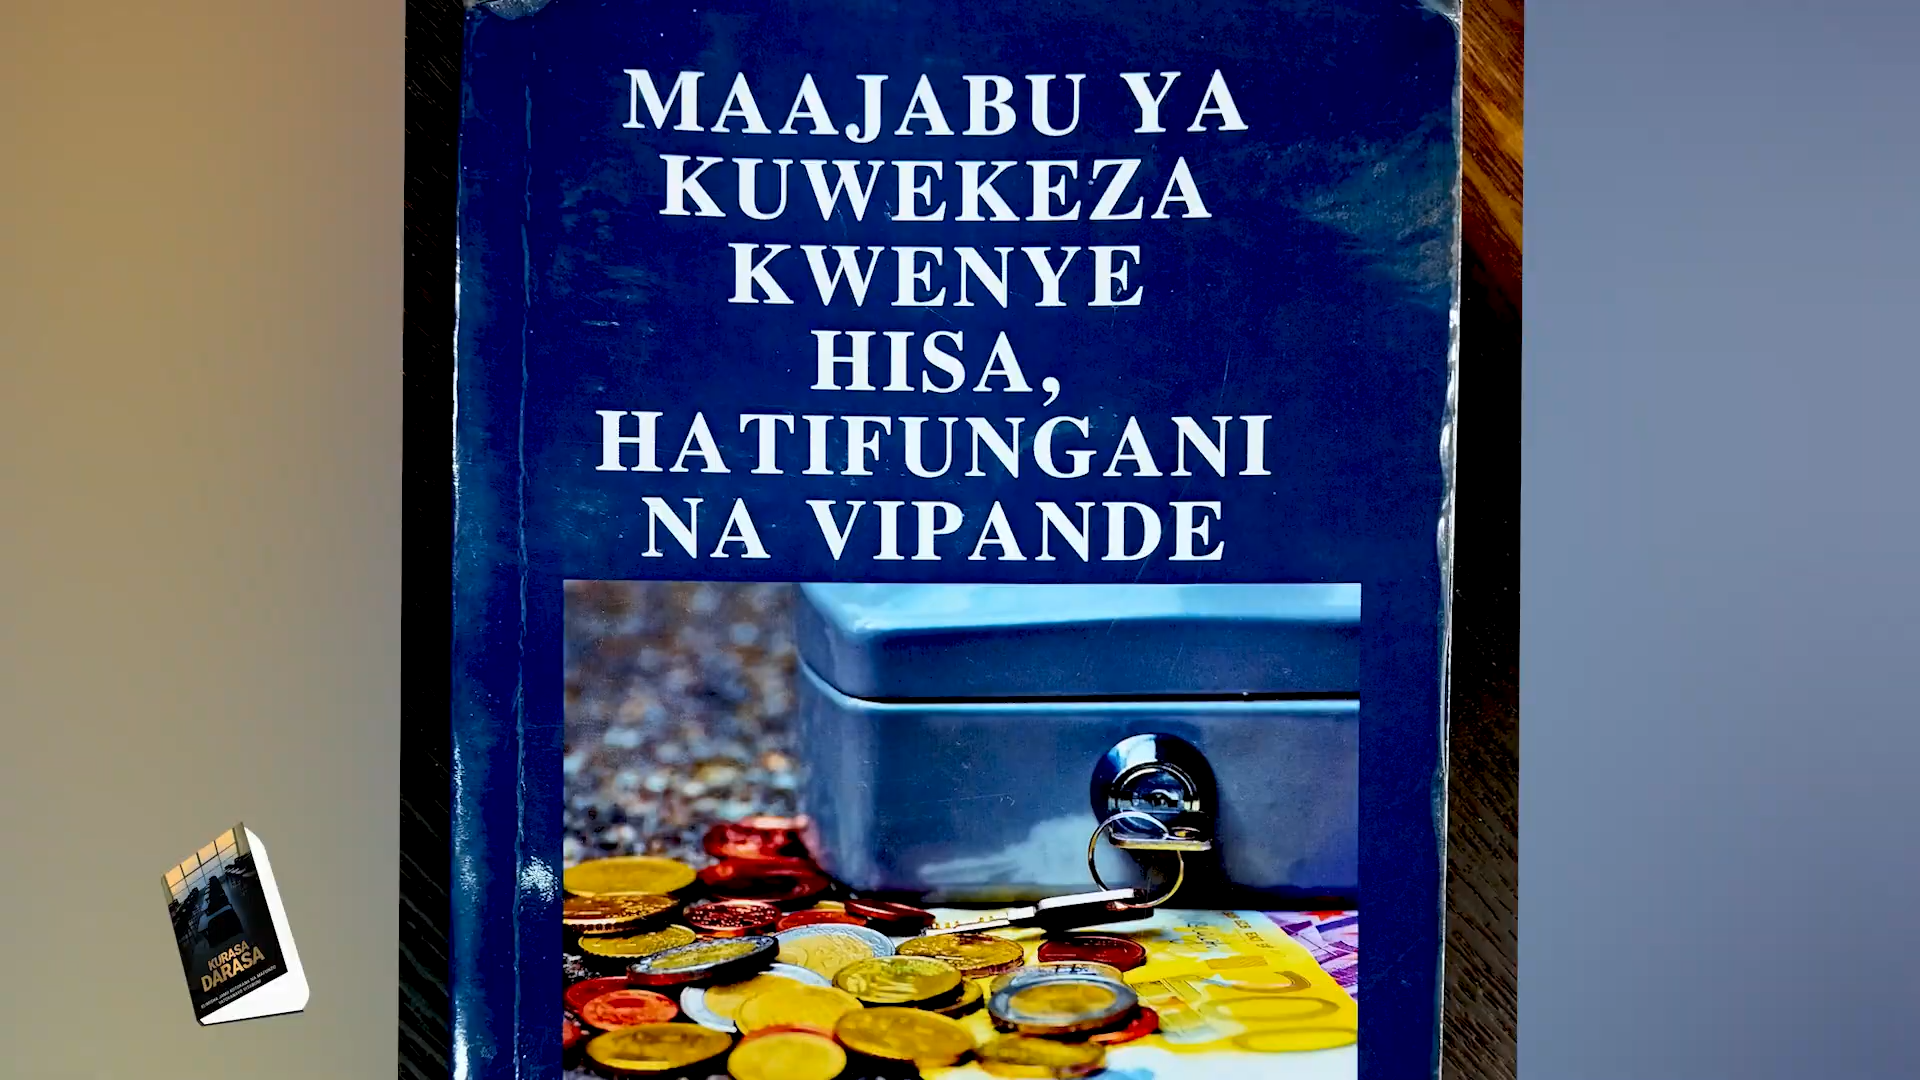 MAAJABU YA
KUWEKEZA
KWENYE
HISA,
HATIFUNGANI
NA VIPANDE
KURASA
DARASA